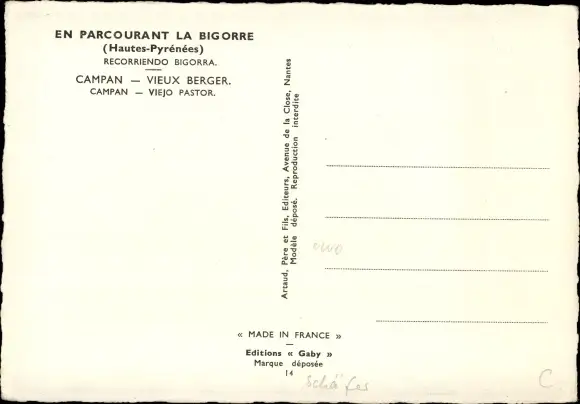 EN PARCOURANT LA BIGORRE
(Hautes-Pyrénées)
RECORRIENDO BIGORRA.
CAMPAN — VIEUX BERGER.
CAMPAN — VIEJO PASTOR.
Artaud, Père et Fils, Editeurs, Avenue de la Close, Nantes
Modèle déposé. Reproduction interdite
« MADE IN FRANCE »
Editions « Gaby »
Marque déposée
14
C.